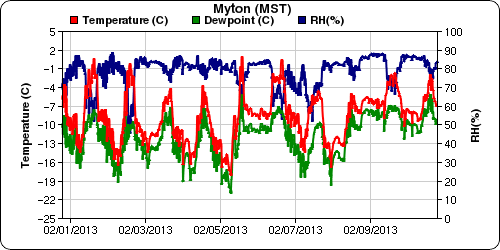 Myton (MST)
Temperature (C) Dewpoint (C) RH(%)
5 100
2 90
-1 80
-4 70
-7 60
-10 50
-13 40
-16 30
-19 20
-22 10
-25 0
Temperature (C)
RH(%)
02/01/2013 02/03/2013 02/05/2013 02/07/2013 02/09/2013